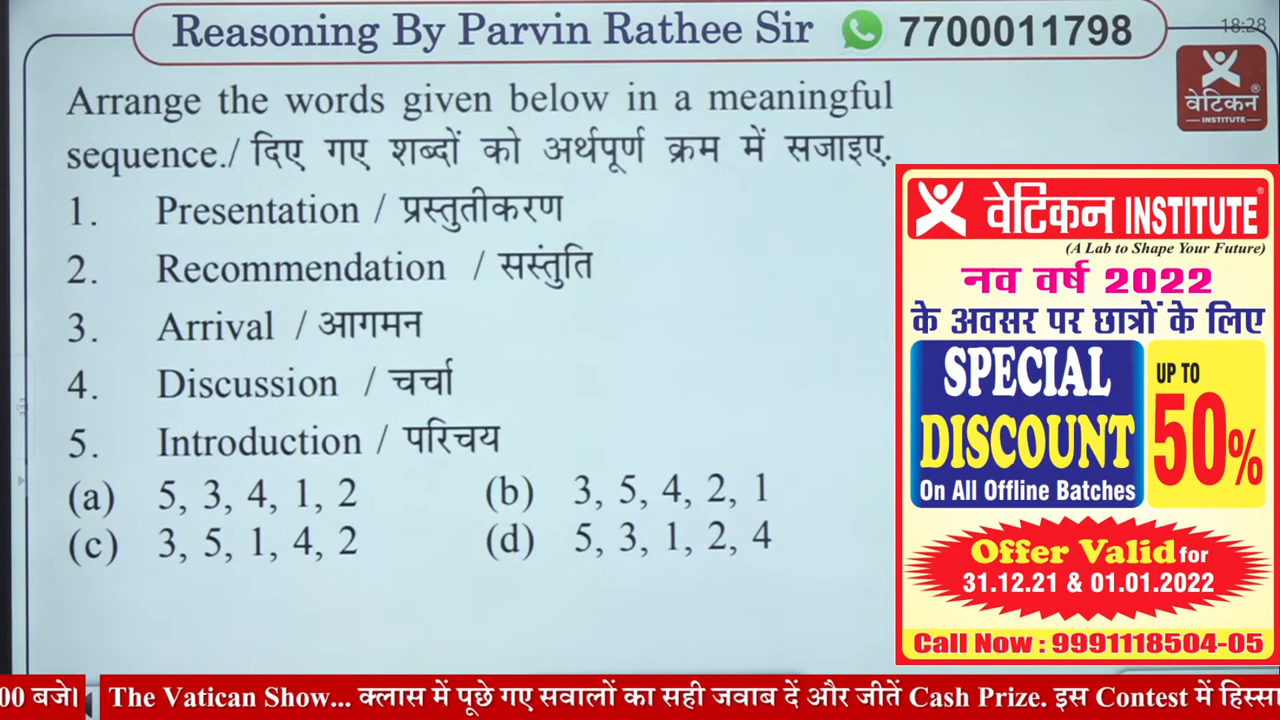 Reasoning By Parvin Rathee Sir 7700011798
18:28
वेटिकन
INSTITUTE
Arrange the words given below in a meaningful
sequence./ दिए गए शब्दों को अर्थपूर्ण क्रम में सजाइए.
1. Presentation / प्रस्तुतीकरण
2. Recommendation / सस्ंतुति
3. Arrival / आगमन
4. Discussion / चर्चा
5. Introduction / परिचय
(a) 5, 3, 4, 1, 2 (b) 3, 5, 4, 2, 1
(c) 3, 5, 1, 4, 2 (d) 5, 3, 1, 2, 4
वेटिकन INSTITUTE
(A Lab to Shape Your Future)
नव वर्ष 2022
के अवसर पर छात्रों के लिए
SPECIAL
DISCOUNT
On All Offline Batches
UP TO
50%
Offer Valid for
31.12.21 & 01.01.2022
Call Now : 9991118504-05
00 बजे। The Vatican Show... क्लास में पूछे गए सवालों का सही जवाब दें और जीतें Cash Prize. इस Contest में हिस्सा